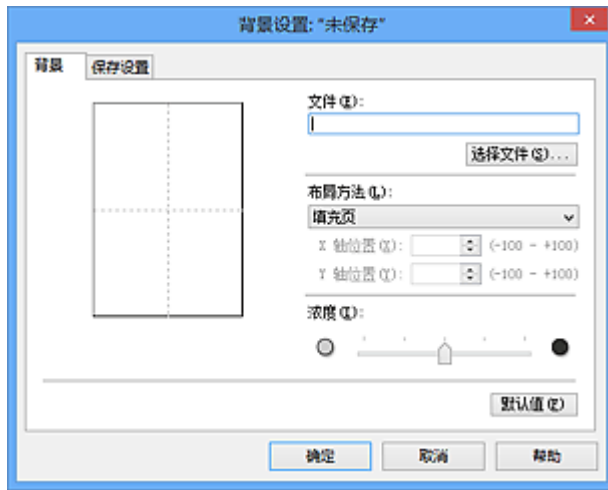 背景设置: "未保存"
背景 保存设置
文件(E):
选择文件(S)...
布局方法(L):
填充页
X 轴位置(X): (-100 - +100)
Y 轴位置(Y): (-100 - +100)
浓度(I):
默认值(F)
确定 取消 帮助